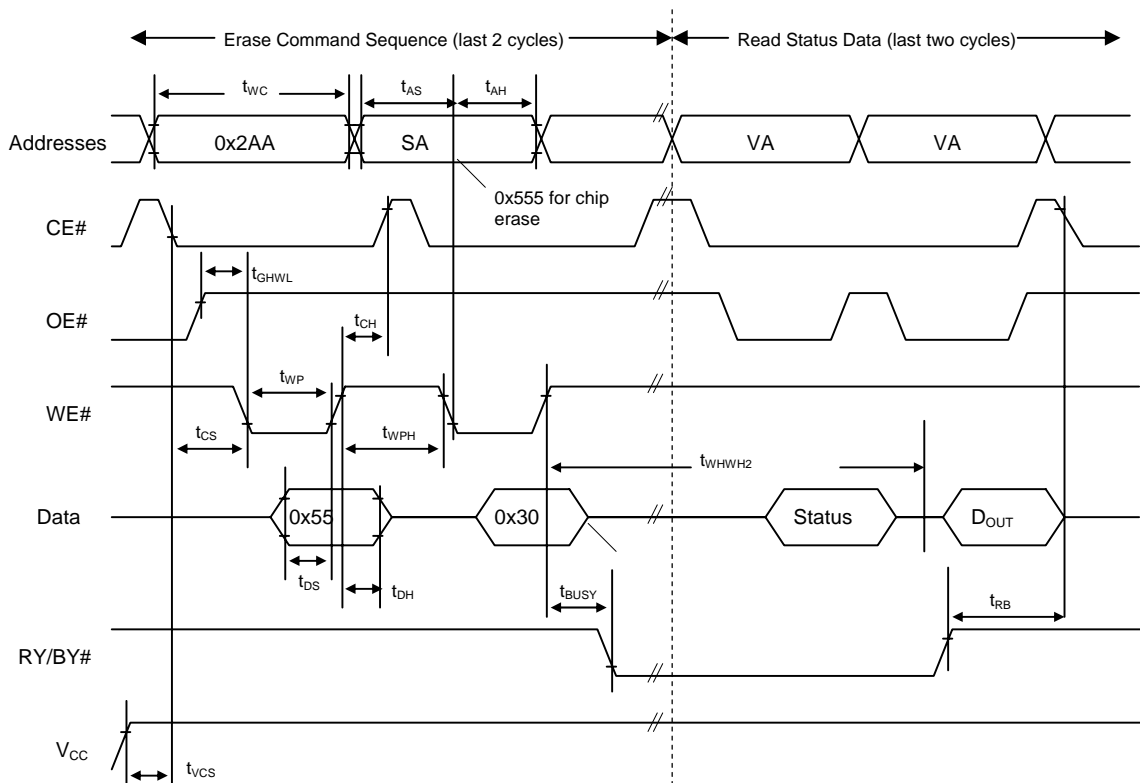 Erase Command Sequence (last 2 cycles)
Read Status Data (last two cycles)
tWC
tAS
tAH
Addresses
0x2AA
SA
VA
VA
0x555 for chip
erase
CE#
tGHWL
OE#
tCH
tWP
WE#
tCS
tWPH
tWHWH2
Data
0x55
0x30
Status
DOUT
tDS
tDH
tBUSY
tRB
RY/BY#
VCC
tVCS